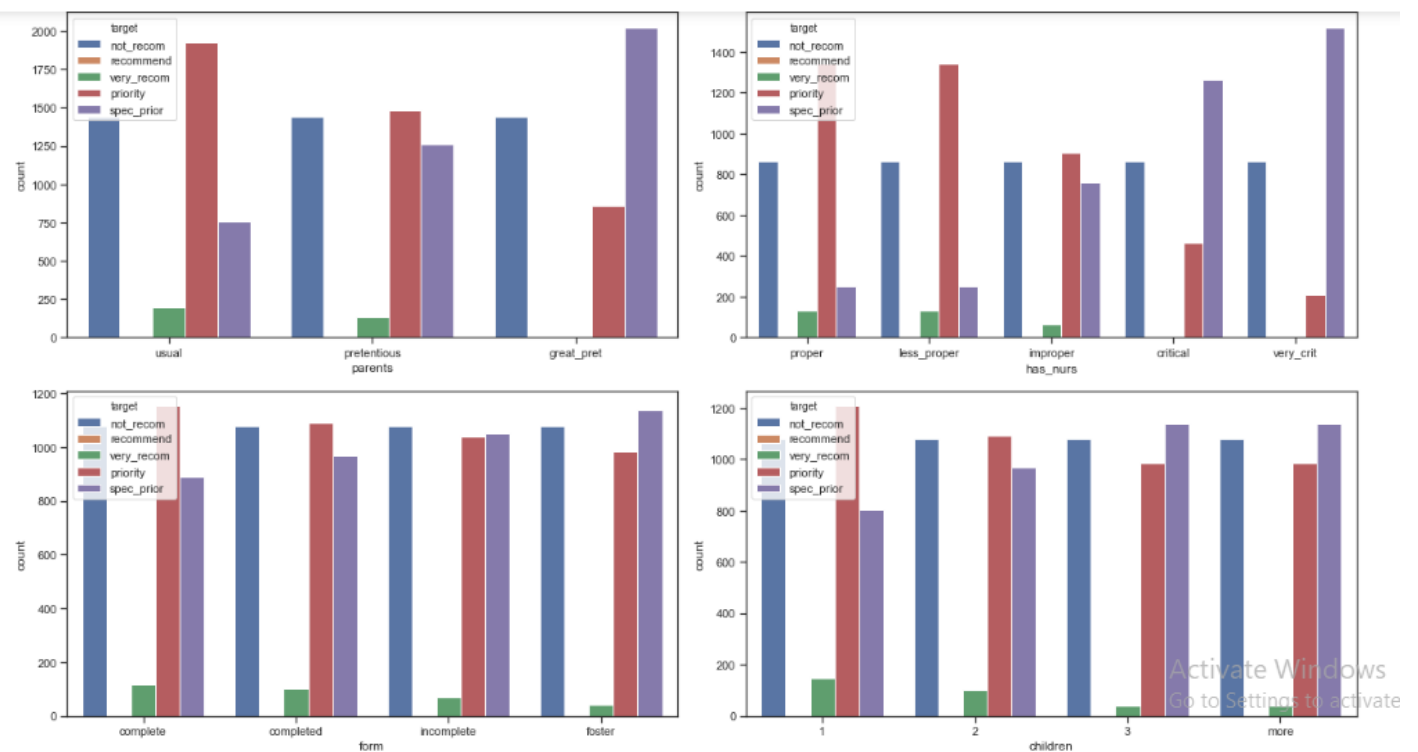 target
not_recom
recommend
very_recom
priority
spec_prior
2000
1750
1500
1250
1000
750
500
250
0
count
usual pretentious great_pret
parents
target
not_recom
recommend
very_recom
priority
spec_prior
1400
1200
1000
800
600
400
200
0
count
proper less_proper improper critical very_crit
has_nurs
target
not_recom
recommend
very_recom
priority
spec_prior
1200
1000
800
600
400
200
0
count
complete completed incomplete foster
form
target
not_recom
recommend
very_recom
priority
spec_prior
1200
1000
800
600
400
200
0
count
1 2 3 more
children
Activate Windows
Go to Settings to activate